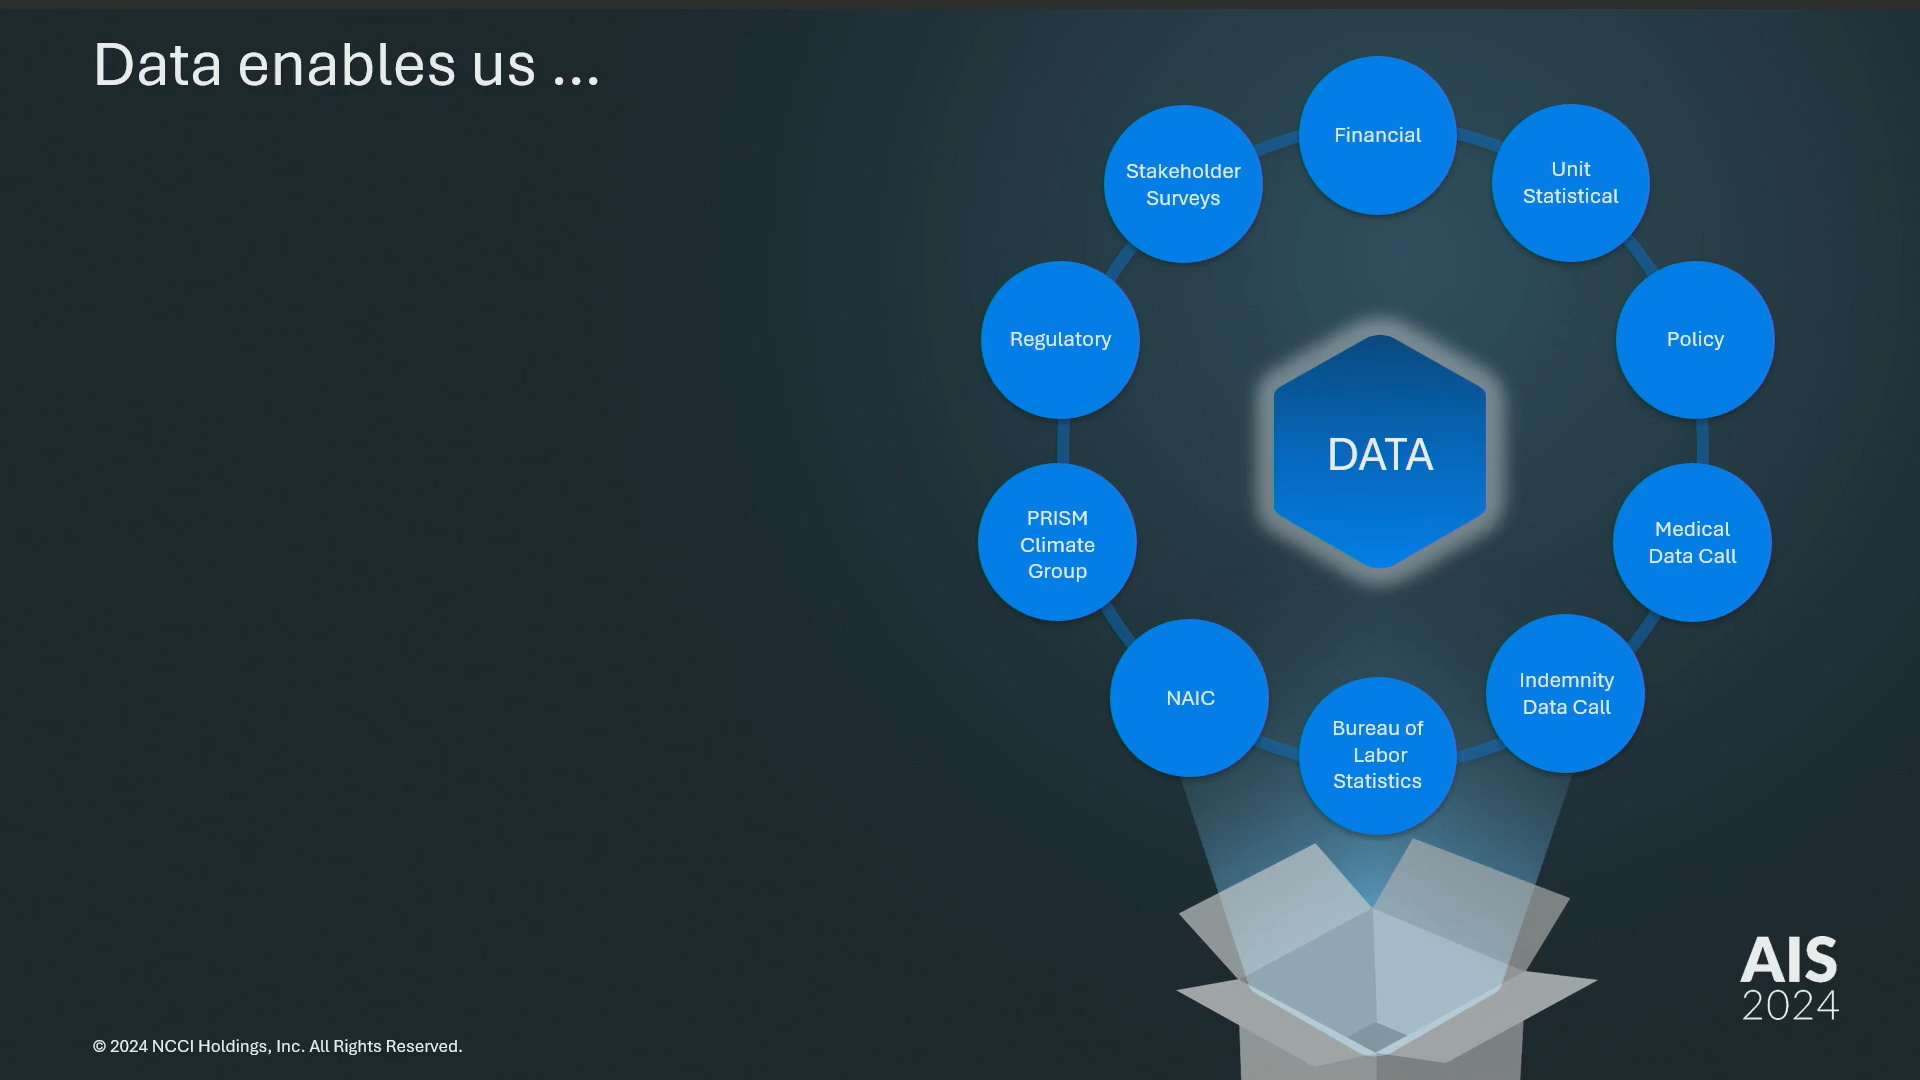 Data enables us ...
Financial
Unit
Statistical
Policy
Medical
Data Call
Indemnity
Data Call
Bureau of
Labor
Statistics
NAIC
PRISM
Climate
Group
Regulatory
Stakeholder
Surveys
DATA
AIS
2024
© 2024 NCCI Holdings, Inc. All Rights Reserved.